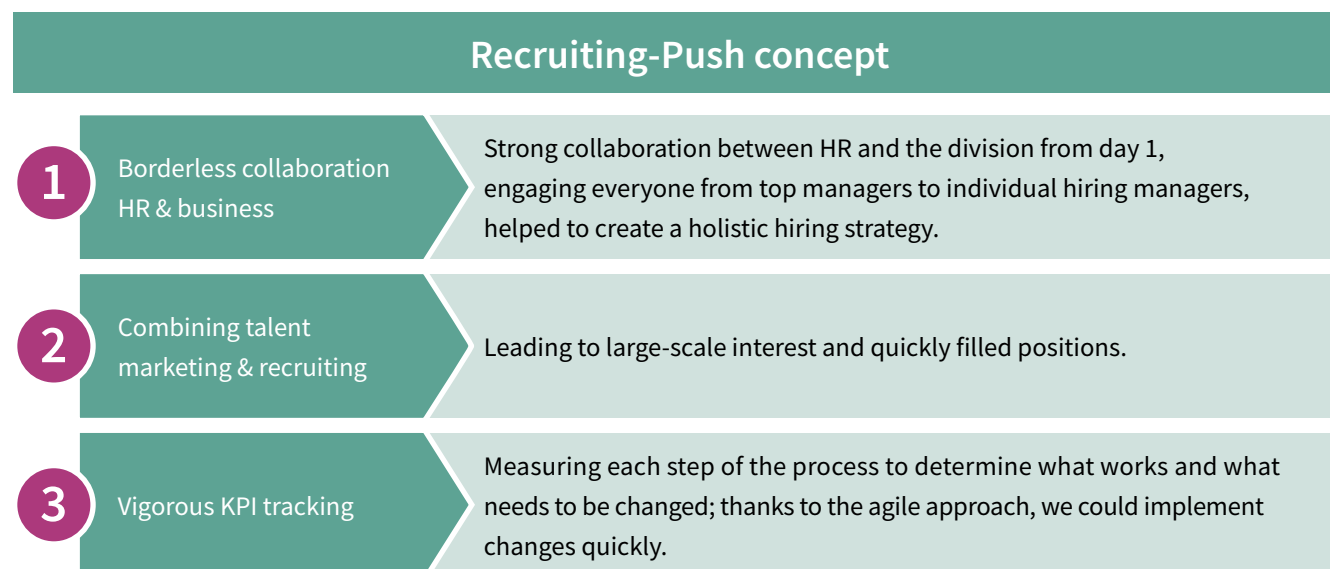 Recruiting-Push concept
1
Borderless collaboration
HR & business
Strong collaboration between HR and the division from day 1,
engaging everyone from top managers to individual hiring managers,
helped to create a holistic hiring strategy.
2
Combining talent
marketing & recruiting
Leading to large-scale interest and quickly filled positions.
3
Vigorous KPI tracking
Measuring each step of the process to determine what works and what
needs to be changed; thanks to the agile approach, we could implement
changes quickly.